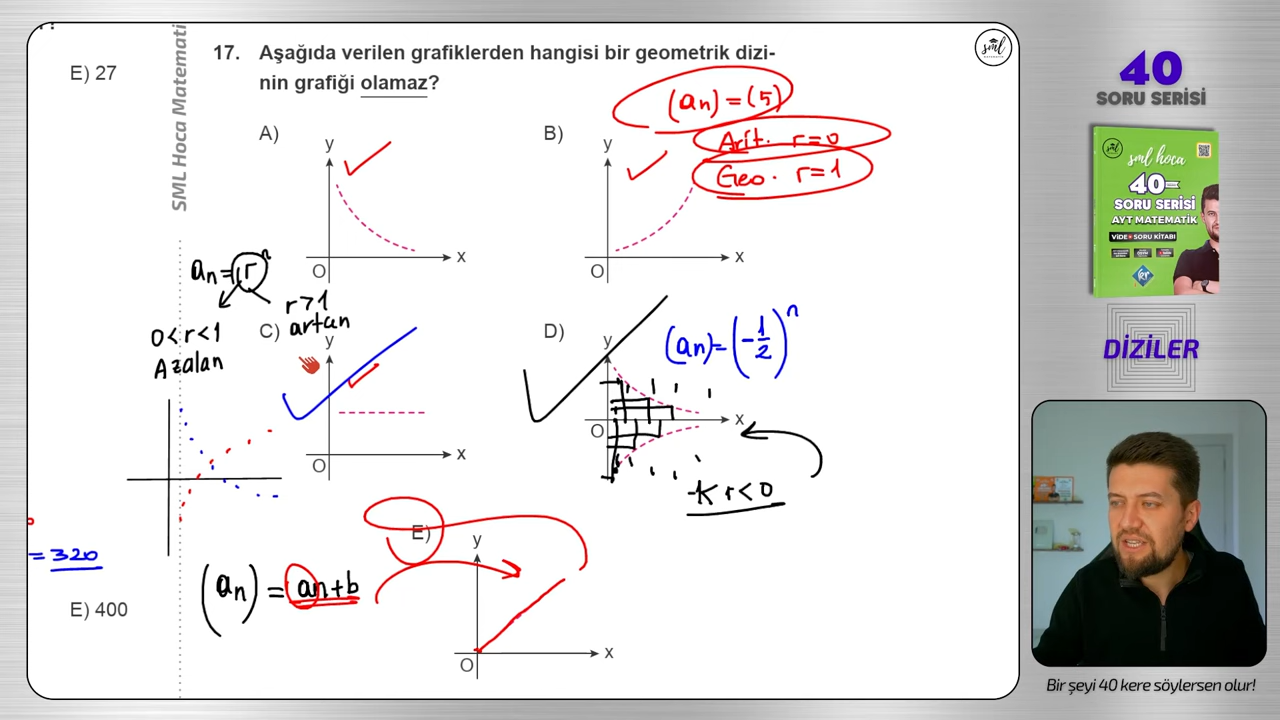 E) 27
SML Hoca Matemati
17. Aşağıda verilen grafiklerden hangisi bir geometrik dizi-
nin grafiği olamaz?
(an) = (5)
Arit. r=0
Geo. r=1
A)
y
x
O
B)
y
x
O
an = (r)^n
0<r<1
Azalan
r>1
artan
C)
y
x
O
D)
y
x
O
(an) = (-1/2)^n
-1<r<0
E)
y
x
O
= 320
(an) = an+b
E) 400
sml
40
SORU SERİSİ
sml hoca
40
SORU SERİSİ
AYT MATEMATİK
VİDEO SORU KİTABI
DİZİLER
Bir şeyi 40 kere söylersen olur!